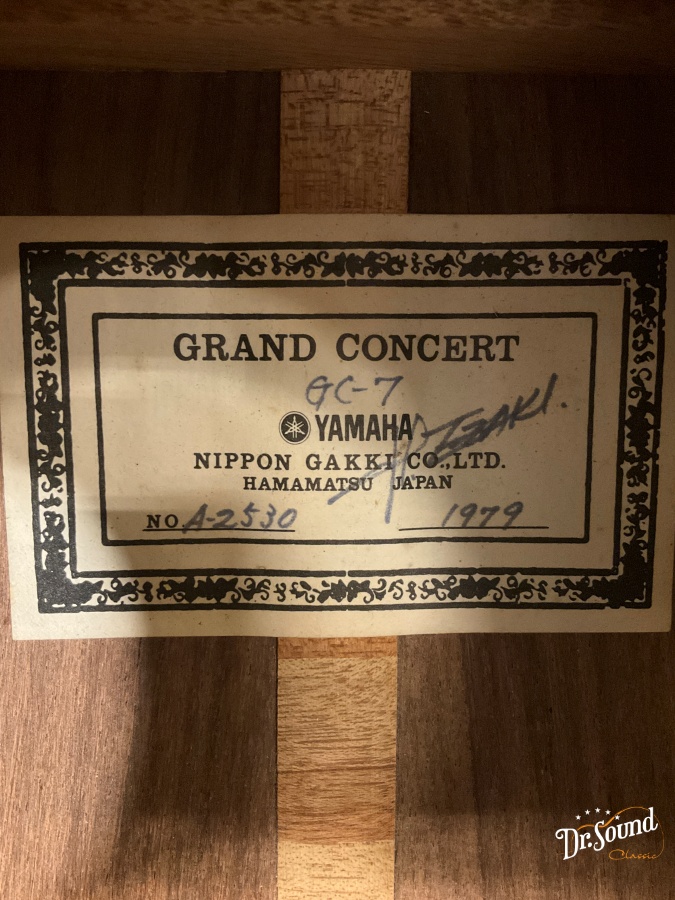 GRAND CONCERT
GC-7
YAMAHA
NIPPON GAKKI CO.,LTD.
HAMAMATSU JAPAN
NO. A-2530 1979
Dr.Sound
Classic